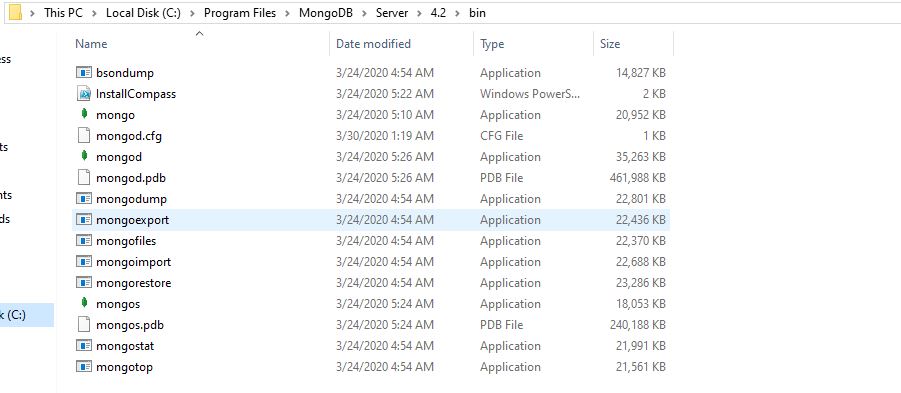 This PC > Local Disk (C:) > Program Files > MongoDB > Server > 4.2 > bin
Name Date modified Type Size
ess
bsondump 3/24/2020 4:54 AM Application 14,827 KB
InstallCompass 3/24/2020 5:22 AM Windows PowerS... 2 KB
mongo 3/24/2020 5:10 AM Application 20,952 KB
mongod.cfg 3/30/2020 1:19 AM CFG File 1 KB
ts
mongod 3/24/2020 5:26 AM Application 35,263 KB
mongod.pdb 3/24/2020 5:26 AM PDB File 461,988 KB
nts
mongodump 3/24/2020 4:54 AM Application 22,801 KB
ds
mongoexport 3/24/2020 4:54 AM Application 22,436 KB
mongofiles 3/24/2020 4:54 AM Application 22,370 KB
mongoimport 3/24/2020 4:54 AM Application 22,688 KB
mongorestore 3/24/2020 4:54 AM Application 23,286 KB
mongos 3/24/2020 5:24 AM Application 18,053 KB
k (C:)
mongos.pdb 3/24/2020 5:24 AM PDB File 240,188 KB
mongostat 3/24/2020 4:54 AM Application 21,991 KB
mongotop 3/24/2020 4:54 AM Application 21,561 KB